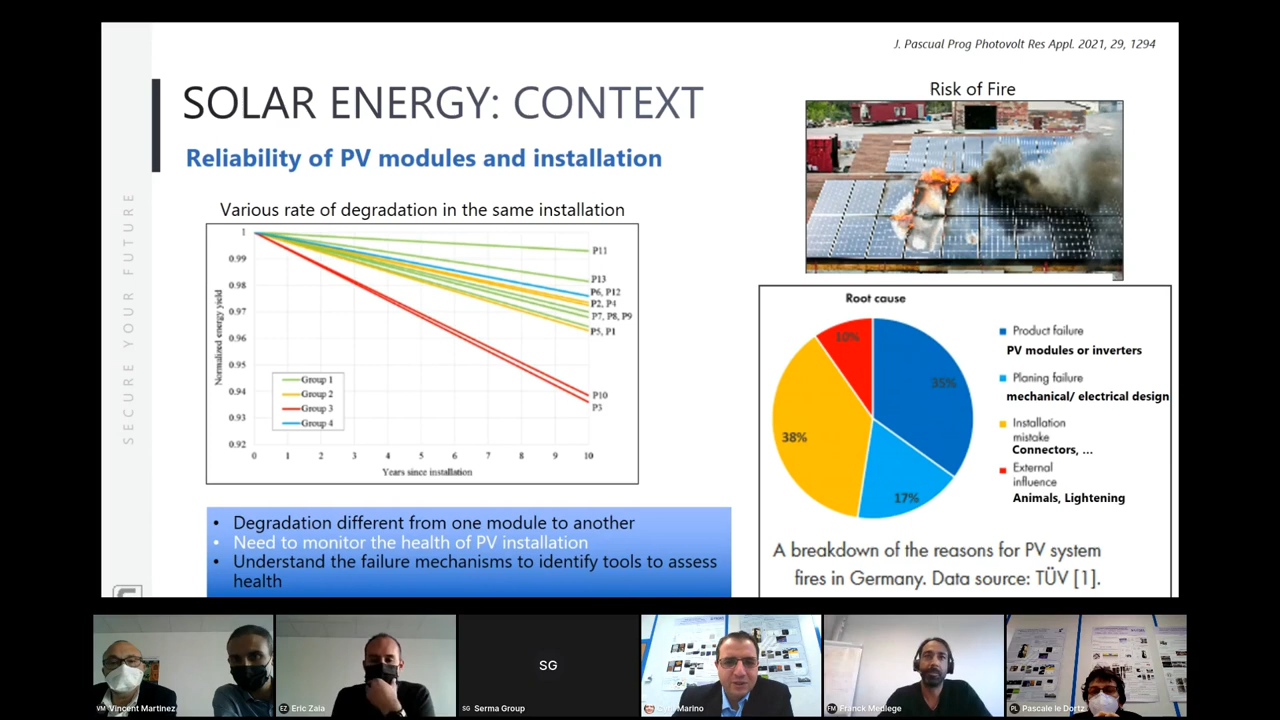 J. Pascual Prog Photovolt Res Appl. 2021, 29, 1294
SOLAR ENERGY: CONTEXT
Risk of Fire
Reliability of PV modules and installation
SECURE YOUR FUTURE
Various rate of degradation in the same installation
1
0.99
0.98
0.97
0.96
0.95
0.94
0.93
0.92
Normalized energy yield
P11
P13
P6, P12
P2, P4
P7, P8, P9
P5, P1
P10
P3
Group 1
Group 2
Group 3
Group 4
0 1 2 3 4 5 6 7 8 9 10
Years since installation
Root cause
10%
35%
38%
17%
Product failure
PV modules or inverters
Planing failure
mechanical/ electrical design
Installation
mistake
Connectors, ...
External
influence
Animals, Lightening
A breakdown of the reasons for PV system
fires in Germany. Data source: TÜV [1].
• Degradation different from one module to another
• Need to monitor the health of PV installation
• Understand the failure mechanisms to identify tools to assess
health
SG
VM Vincent Martinez
EZ Eric Zaia
SG Serma Group
Marino
FM Franck Medlege
PL Pascale le Dortz